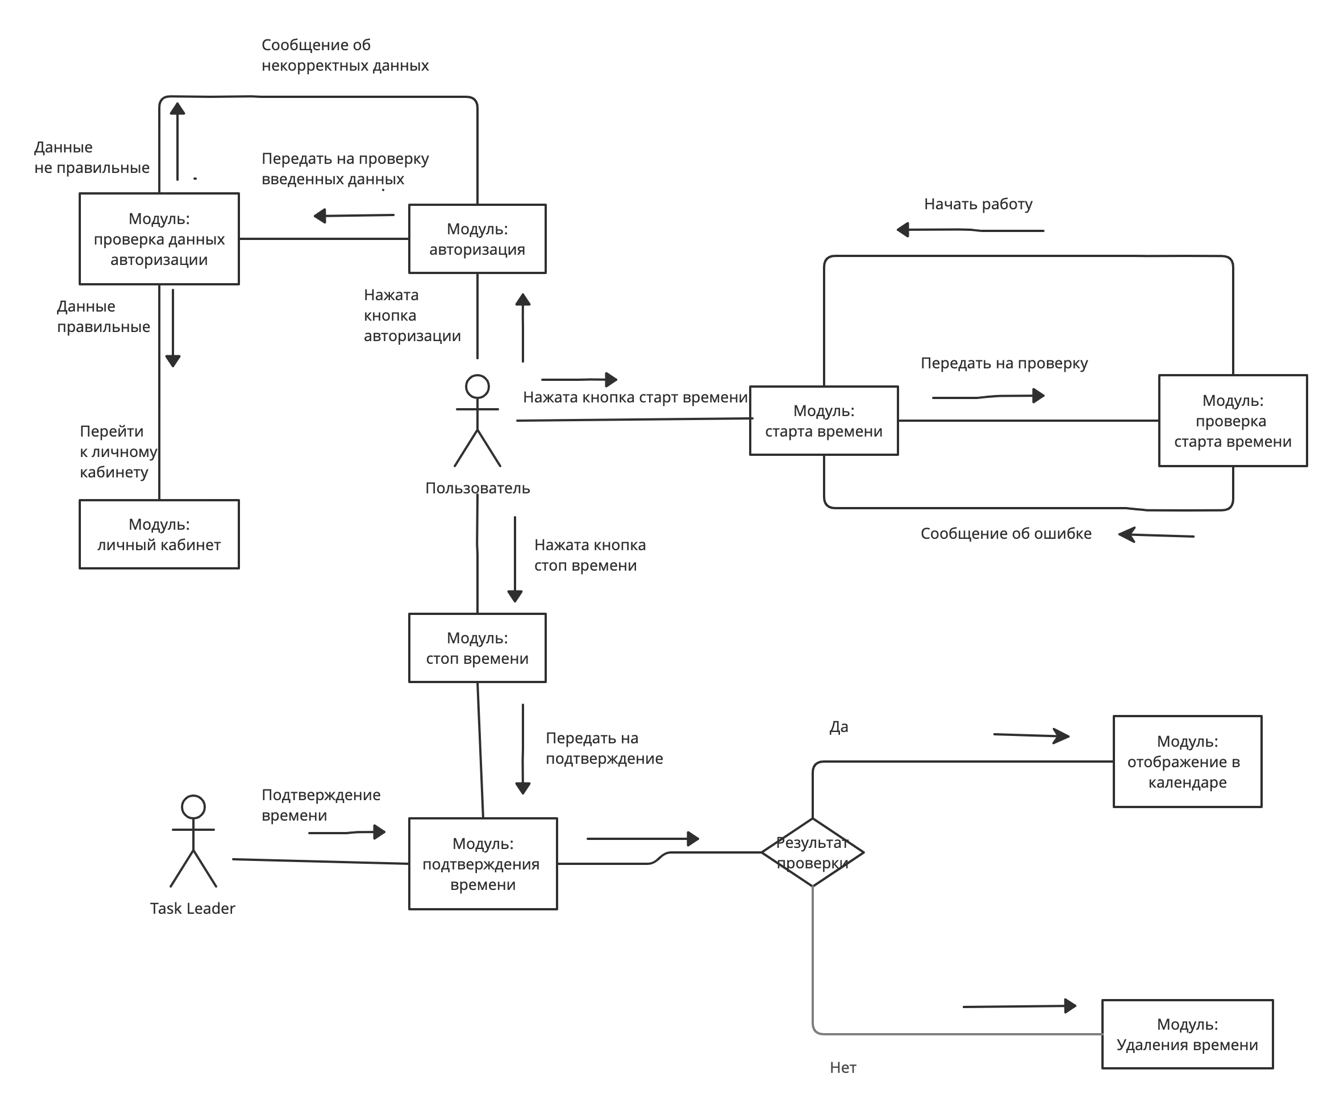 Сообщение об
некорректных данных
Данные
не правильные
Передать на проверку
введенных данных
Модуль:
проверка данных
авторизации
Модуль:
авторизация
Начать работу
Данные
правильные
Нажата
кнопка
авторизации
Передать на проверку
Нажата кнопка старт времени
Модуль:
старта времени
Модуль:
проверка
старта времени
Перейти
к личному
кабинету
Пользователь
Модуль:
личный кабинет
Нажата кнопка
стоп времени
Сообщение об ошибке
Модуль:
стоп времени
Передать на
подтверждение
Да
Модуль:
отображение в
календаре
Подтверждение
времени
Модуль:
подтверждения
времени
Результат
проверки
Task Leader
Модуль:
Удаления времени
Нет